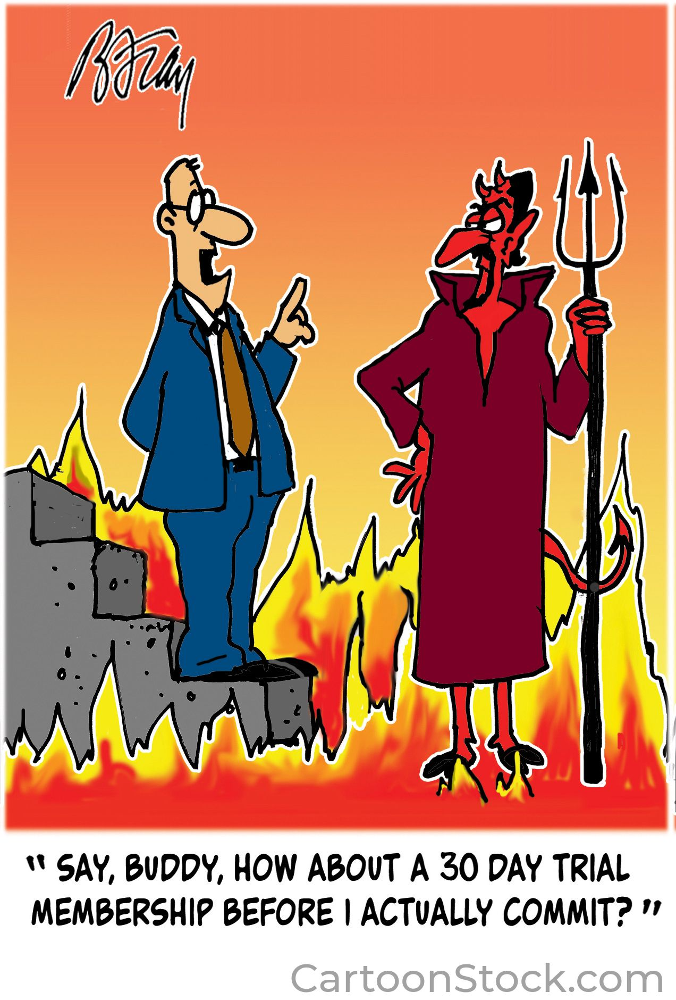 " SAY, BUDDY, HOW ABOUT A 30 DAY TRIAL
MEMBERSHIP BEFORE I ACTUALLY COMMIT? "
CartoonStock.com